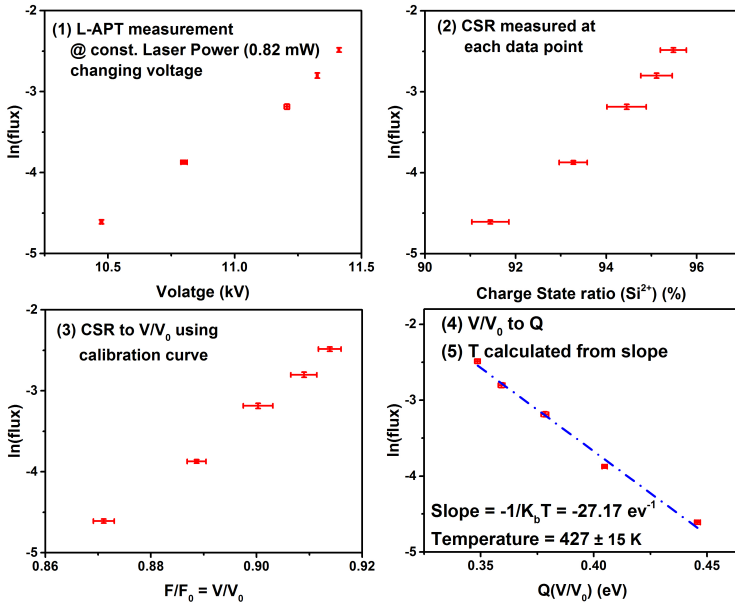 (1) L-APT measurement
@ const. Laser Power (0.82 mW)
changing voltage
ln(flux)
-2
-3
-4
-5
10.5
11.0
11.5
Volatge (kV)
(2) CSR measured at
each data point
ln(flux)
-2
-3
-4
-5
90
92
94
96
Charge State ratio (Si²⁺) (%)
(3) CSR to V/V₀ using
calibration curve
ln(flux)
-2
-3
-4
-5
0.86
0.88
0.90
0.92
F/F₀ = V/V₀
(4) V/V₀ to Q
(5) T calculated from slope
ln(flux)
-2
-3
-4
-5
Slope = -1/K_bT = -27.17 ev⁻¹
Temperature = 427 ± 15 K
0.35
0.40
0.45
Q(V/V₀) (eV)